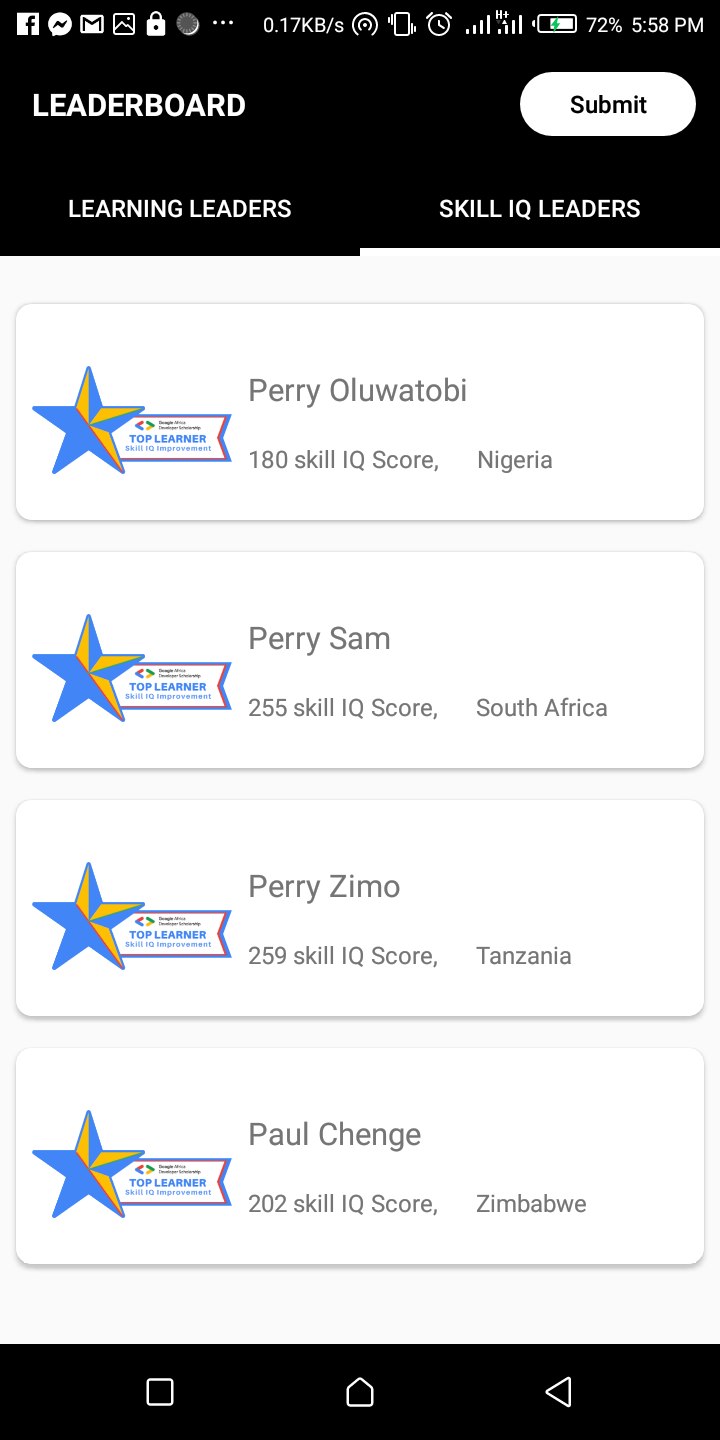 0.17KB/s H+ 72% 5:58 PM
LEADERBOARD Submit
LEARNING LEADERS SKILL IQ LEADERS
Perry Oluwatobi
Google Africa
Developer Scholarship
TOP LEARNER
Skill IQ Improvement
180 skill IQ Score, Nigeria
Perry Sam
Google Africa
Developer Scholarship
TOP LEARNER
Skill IQ Improvement
255 skill IQ Score, South Africa
Perry Zimo
Google Africa
Developer Scholarship
TOP LEARNER
Skill IQ Improvement
259 skill IQ Score, Tanzania
Paul Chenge
Google Africa
Developer Scholarship
TOP LEARNER
Skill IQ Improvement
202 skill IQ Score, Zimbabwe